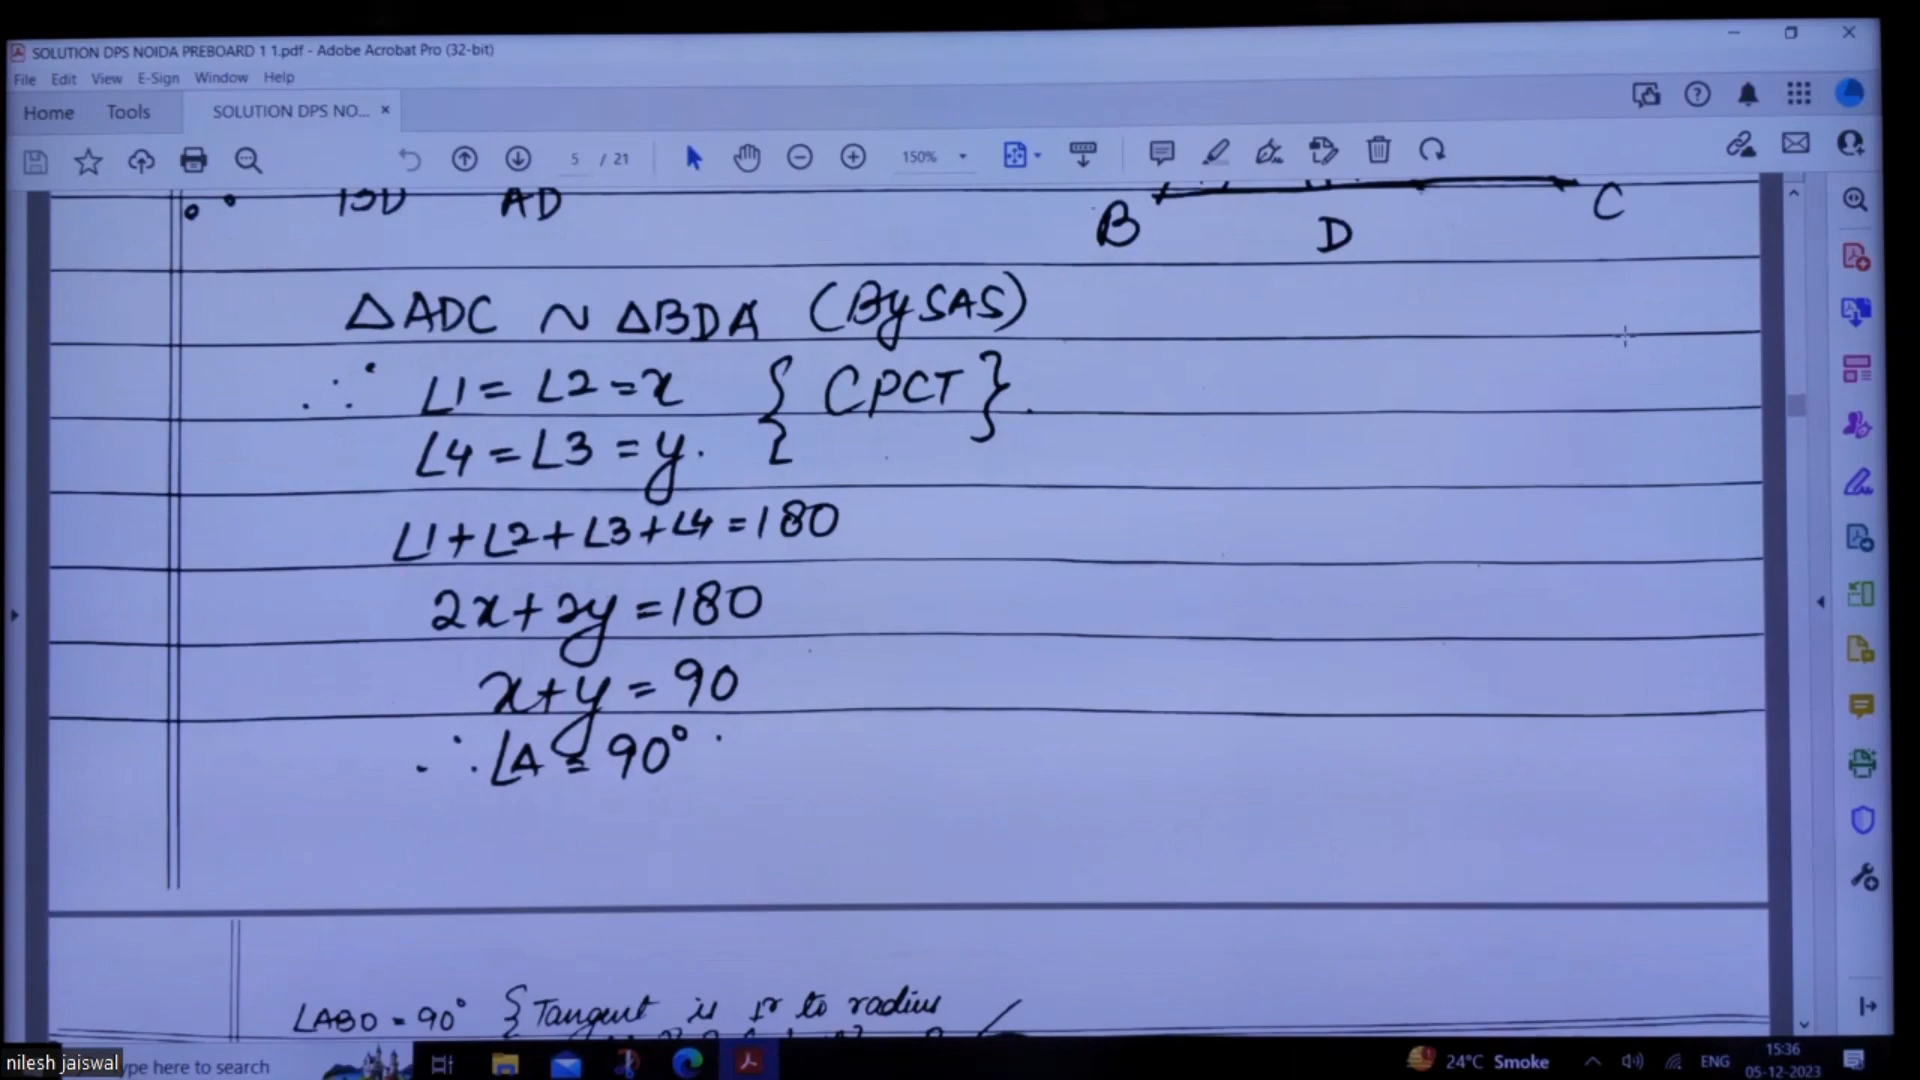 SOLUTION DPS NOIDA PREBOARD 1 1.pdf - Adobe Acrobat Pro (32-bit)
File Edit View E-Sign Window Help
Home Tools SOLUTION DPS NO... ×
5 / 21 150%
AD
B D C
△ADC ~ △BDA (By SAS)
∴ ∠1 = ∠2 = x { CPCT }.
∠4 = ∠3 = y.
∠1+∠2+∠3+∠4 = 180
2x+2y = 180
x+y = 90
∴ ∠A = 90°.
∠ABO = 90° { Tangent is ⊥r to radius
nilesh jaiswal
ype here to search
24°C Smoke ENG 15:36
05-12-2023